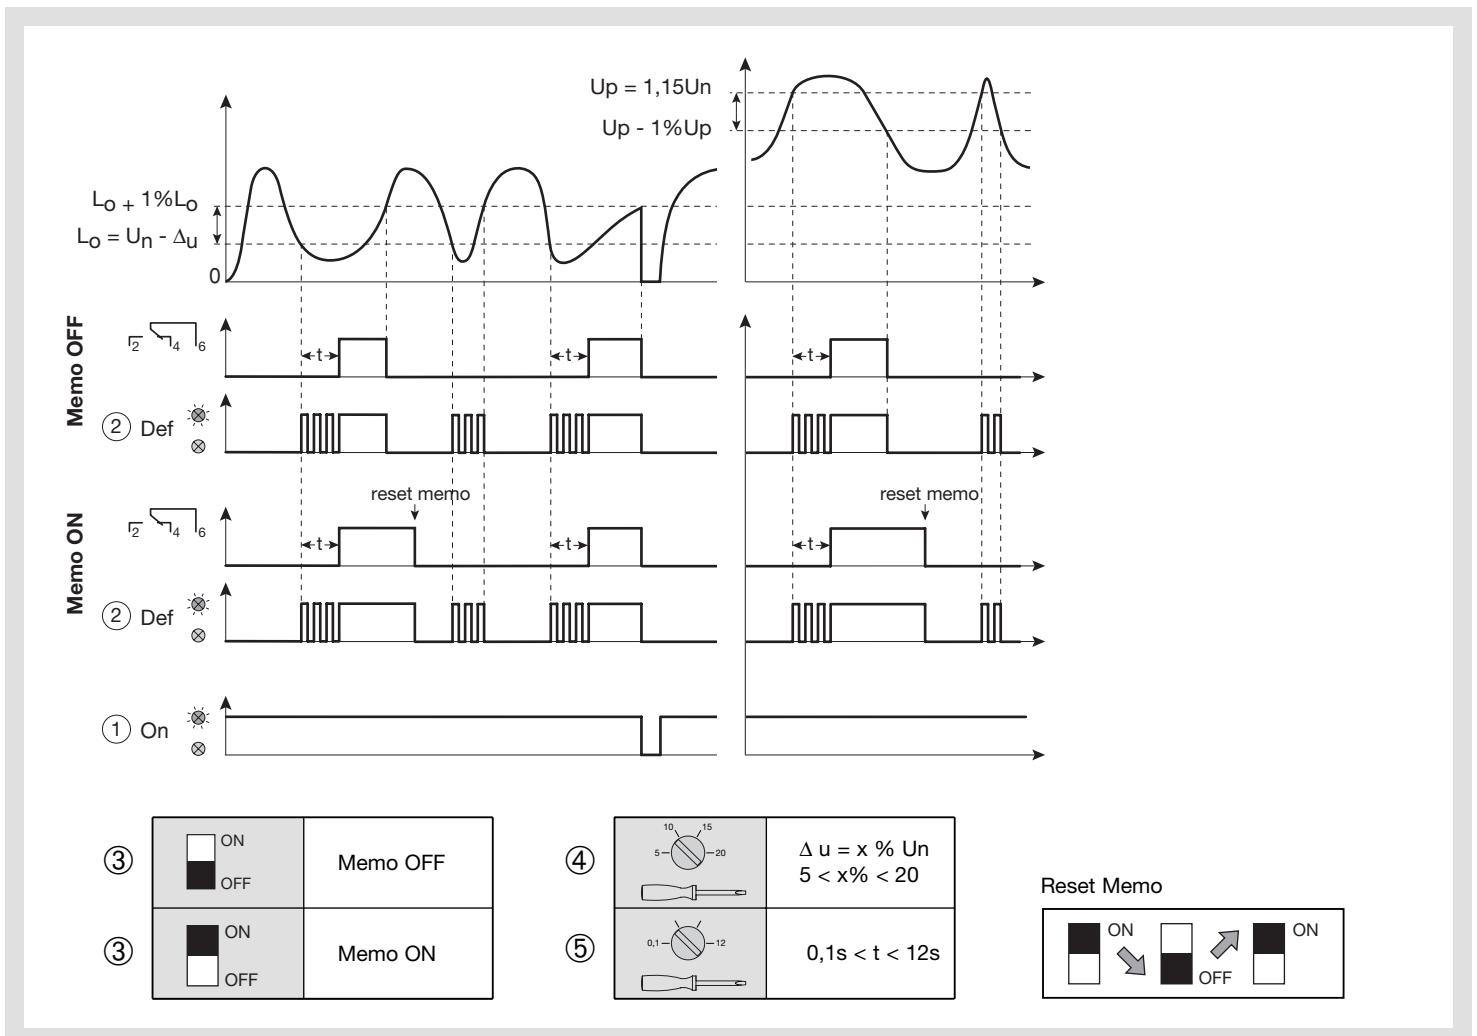 Up = 1,15Un
Up - 1%Up
Lo + 1%Lo
Lo = Un - Δu
0
Memo OFF
2 4 6
t t t
② Def
Memo ON
reset memo reset memo
2 4 6
t t t
② Def
① On
③ ON OFF Memo OFF
③ ON OFF Memo ON
④ 5 10 15 20 Δ u = x % Un
5 < x% < 20
⑤ 0,1 12 0,1s < t < 12s
Reset Memo
ON OFF ON